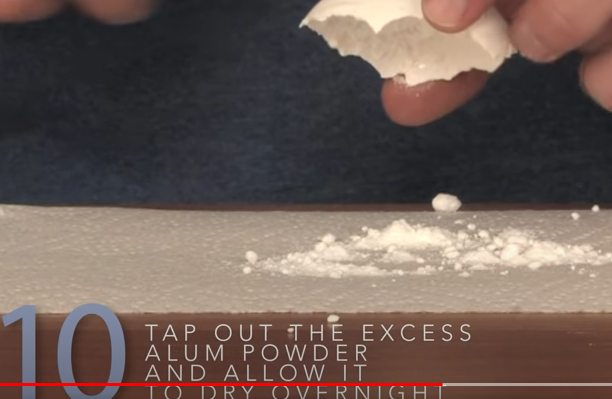 10
TAP OUT THE EXCESS
ALUM POWDER
AND ALLOW IT
TO DRY OVERNIGHT